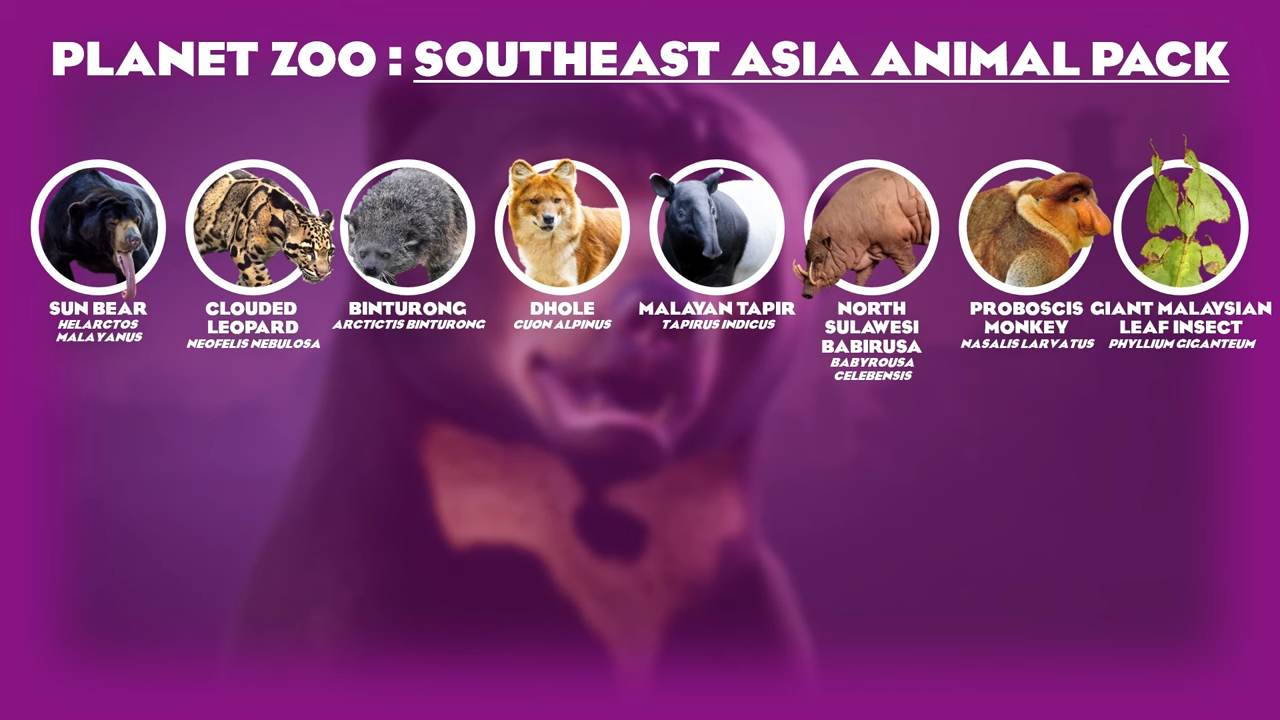 PLANET ZOO : SOUTHEAST ASIA ANIMAL PACK
SUN BEAR
HELARCTOS
MALAYANUS
CLOUDED
LEOPARD
NEOFELIS NEBULOSA
BINTURONG
ARCTICTIS BINTURONG
DHOLE
CUON ALPINUS
MALAYAN TAPIR
TAPIRUS INDICUS
NORTH
SULAWESI
BABIRUSA
BABYROUSA
CELEBENSIS
PROBOSCIS
MONKEY
NASALIS LARVATUS
GIANT MALAYSIAN
LEAF INSECT
PHYLLIUM GIGANTEUM